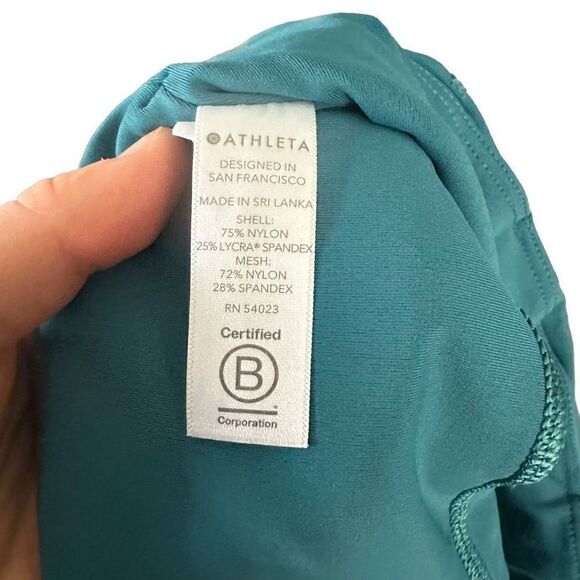 ATHLETA
DESIGNED IN
SAN FRANCISCO
MADE IN SRI LANKA
SHELL:
75% NYLON
25% LYCRA® SPANDEX
MESH:
72% NYLON
28% SPANDEX
RN 54023
Certified
B
®
Corporation